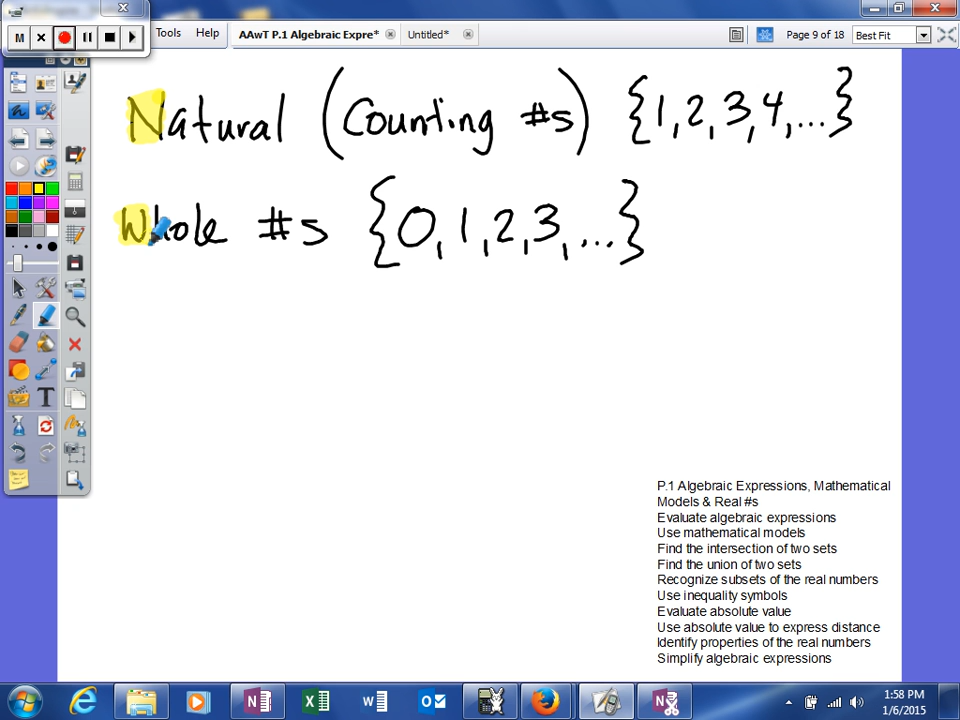 M
Tools Help AAwT P.1 Algebraic Expre* Untitled* Page 9 of 18 Best Fit
Natural (Counting #s) {1,2,3,4,...}
Whole #s {0,1,2,3,...}
P.1 Algebraic Expressions, Mathematical
Models & Real #s
Evaluate algebraic expressions
Use mathematical models
Find the intersection of two sets
Find the union of two sets
Recognize subsets of the real numbers
Use inequality symbols
Evaluate absolute value
Use absolute value to express distance
Identify properties of the real numbers
Simplify algebraic expressions
1:58 PM
1/6/2015